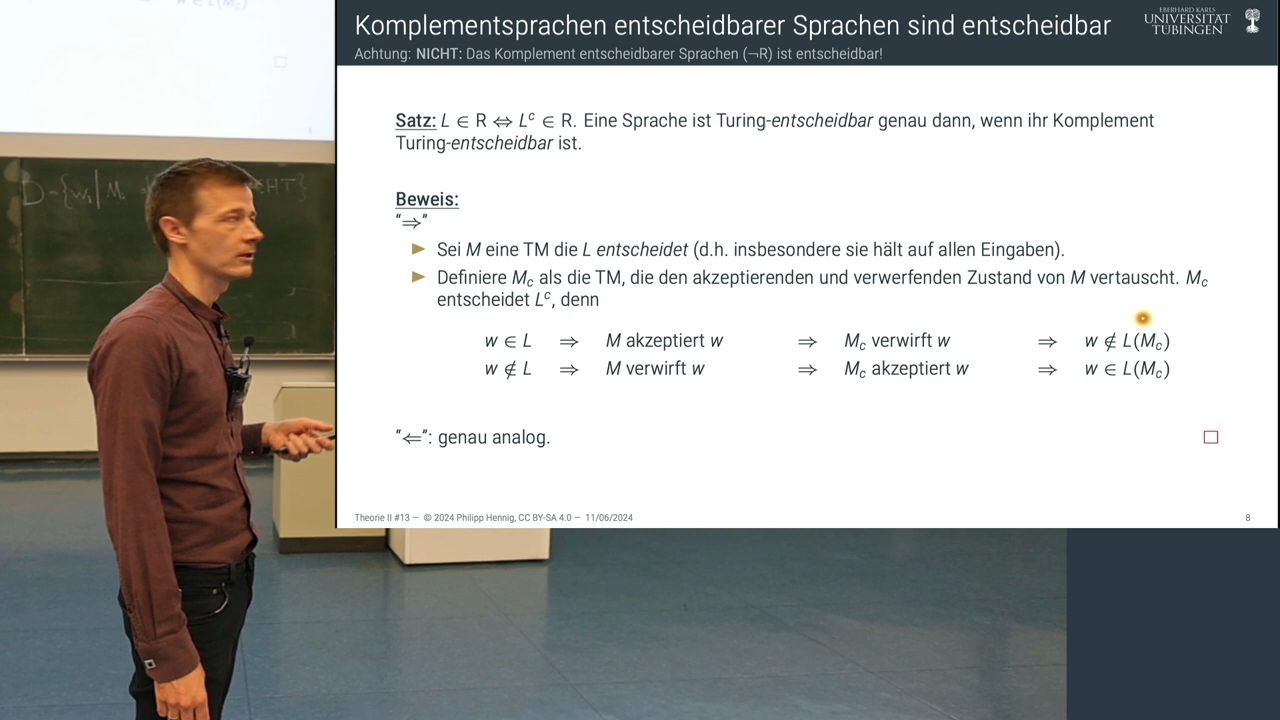 Komplementsprachen entscheidbarer Sprachen sind entscheidbar
Achtung: NICHT: Das Komplement entscheidbarer Sprachen (¬R) ist entscheidbar!
EBERHARD KARLS
UNIVERSITÄT
TÜBINGEN
Satz: L ∈ R ⇔ Lᶜ ∈ R. Eine Sprache ist Turing-entscheidbar genau dann, wenn ihr Komplement
Turing-entscheidbar ist.
Beweis:
“⇒”
Sei M eine TM die L entscheidet (d.h. insbesondere sie hält auf allen Eingaben).
Definiere M_c als die TM, die den akzeptierenden und verwerfenden Zustand von M vertauscht. M_c
entscheidet Lᶜ, denn
w ∈ L ⇒ M akzeptiert w ⇒ M_c verwirft w ⇒ w ∉ L(M_c)
w ∉ L ⇒ M verwirft w ⇒ M_c akzeptiert w ⇒ w ∈ L(M_c)
“⇐”: genau analog.
Theorie II #13 — © 2024 Philipp Hennig, CC BY-SA 4.0 — 11/06/2024
8
w ∈ L(M_c)